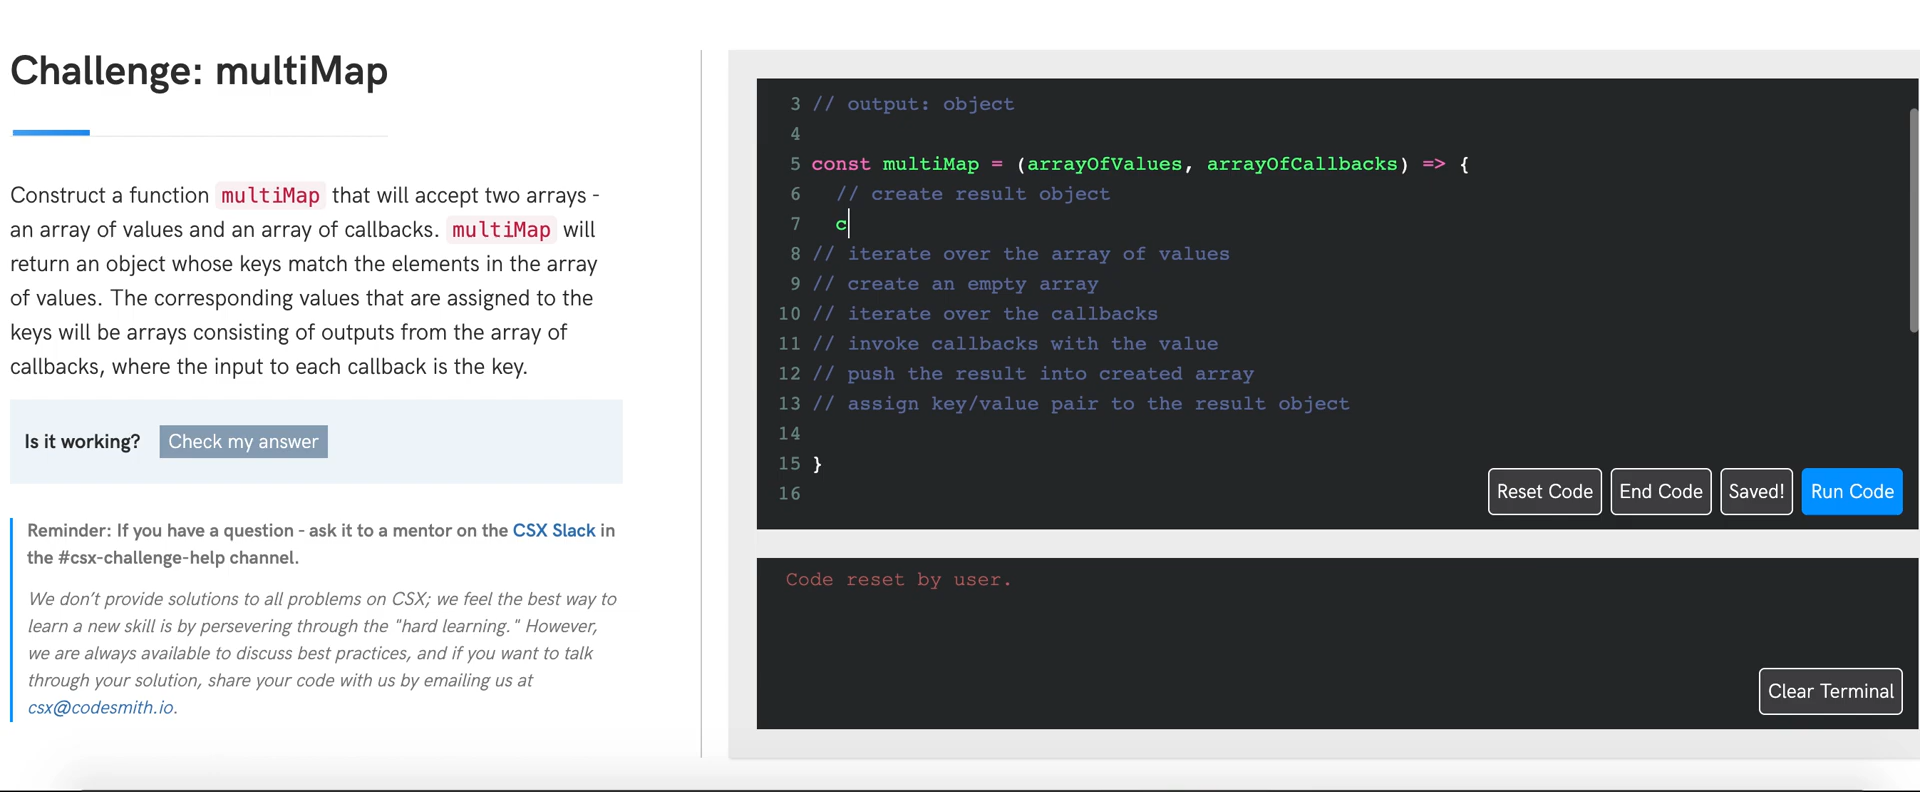 Challenge: multiMap
Construct a function multiMap that will accept two arrays -
an array of values and an array of callbacks. multiMap will
return an object whose keys match the elements in the array
of values. The corresponding values that are assigned to the
keys will be arrays consisting of outputs from the array of
callbacks, where the input to each callback is the key.
Is it working? Check my answer
Reminder: If you have a question - ask it to a mentor on the CSX Slack in
the #csx-challenge-help channel.
We don’t provide solutions to all problems on CSX; we feel the best way to
learn a new skill is by persevering through the "hard learning." However,
we are always available to discuss best practices, and if you want to talk
through your solution, share your code with us by emailing us at
csx@codesmith.io.
3 // output: object
4
5 const multiMap = (arrayOfValues, arrayOfCallbacks) => {
6   // create result object
7   c
8 // iterate over the array of values
9 // create an empty array
10 // iterate over the callbacks
11 // invoke callbacks with the value
12 // push the result into created array
13 // assign key/value pair to the result object
14
15 }
16
Reset Code End Code Saved! Run Code
Code reset by user.
Clear Terminal